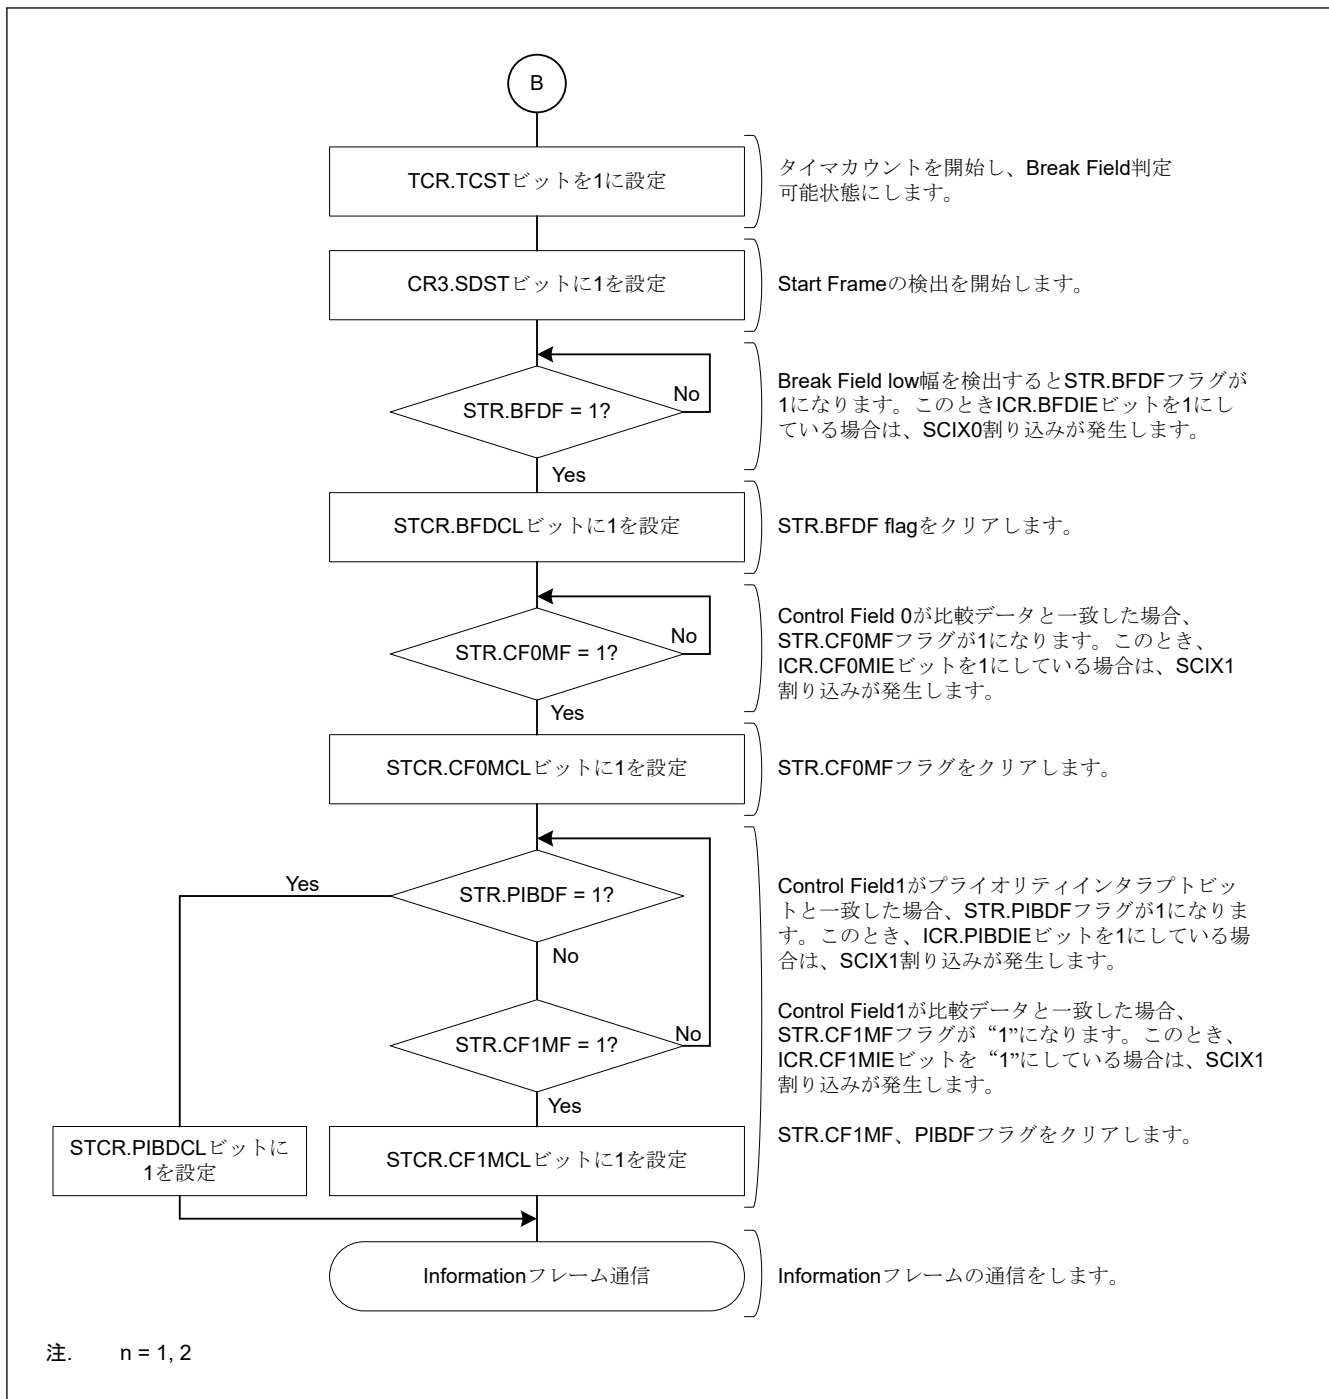 B
TCR.TCSTビットを1に設定
タイマカウントを開始し、Break Field判定
可能状態にします。
CR3.SDSTビットに1を設定
Start Frameの検出を開始します。
STR.BFDF = 1?
No
Yes
Break Field low幅を検出するとSTR.BFDFフラグが
1になります。このときICR.BFDIEビットを1にし
ている場合は、SCIX0割り込みが発生します。
STCR.BFDCLビットに1を設定
STR.BFDF flagをクリアします。
STR.CF0MF = 1?
No
Yes
Control Field 0が比較データと一致した場合、
STR.CF0MFフラグが1になります。このとき、
ICR.CF0MIEビットを1にしている場合は、SCIX1
割り込みが発生します。
STCR.CF0MCLビットに1を設定
STR.CF0MFフラグをクリアします。
Yes
STR.PIBDF = 1?
No
Control Field1がプライオリティインタラプトビッ
トと一致した場合、STR.PIBDFフラグが1になりま
す。このとき、ICR.PIBDIEビットを1にしている場
合は、SCIX1割り込みが発生します。
STR.CF1MF = 1?
No
Yes
Control Field1が比較データと一致した場合、
STR.CF1MFフラグが“1”になります。このとき、
ICR.CF1MIEビットを“1”にしている場合は、SCIX1
割り込みが発生します。
STCR.PIBDCLビットに
1を設定
STCR.CF1MCLビットに1を設定
STR.CF1MF、PIBDFフラグをクリアします。
Informationフレーム通信
Informationフレームの通信をします。
注. n = 1, 2